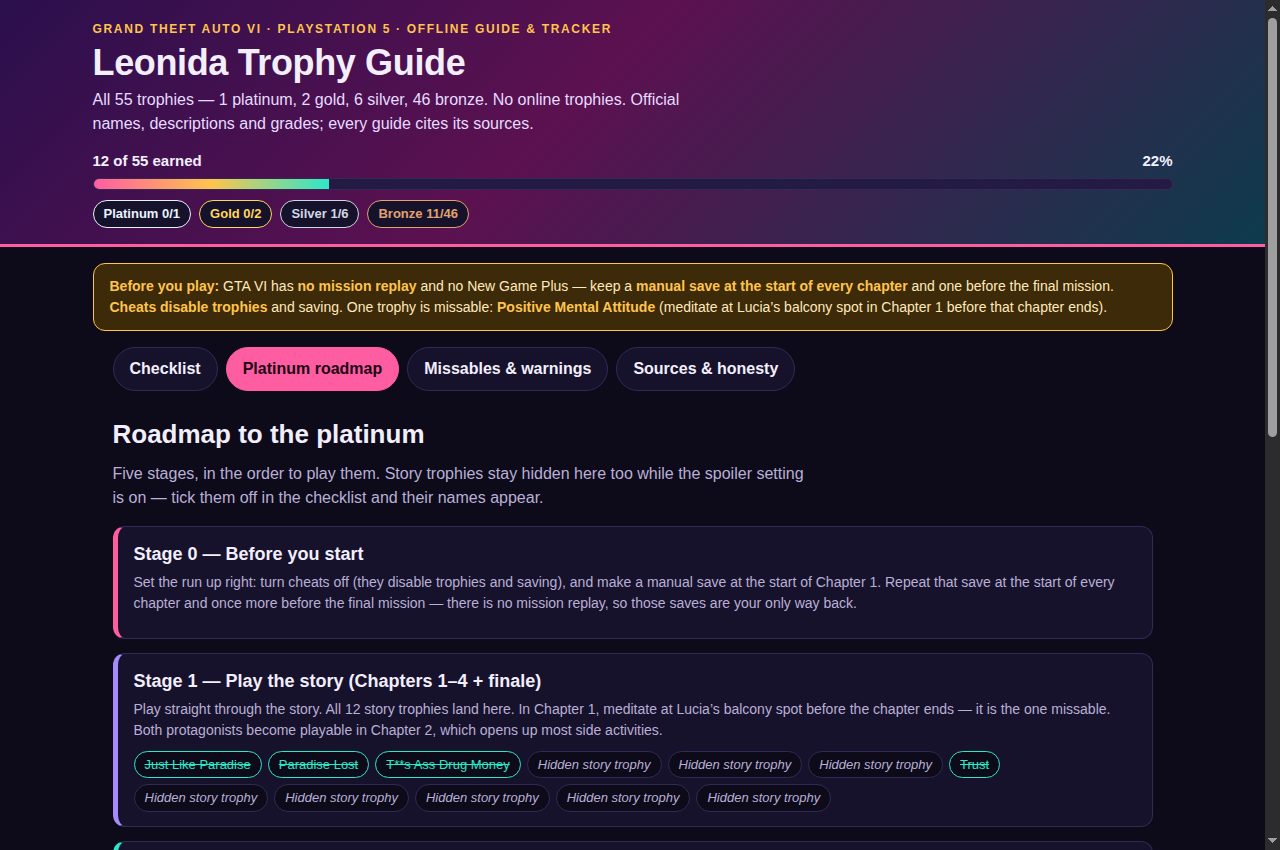 GRAND THEFT AUTO VI · PLAYSTATION 5 · OFFLINE GUIDE & TRACKER
Leonida Trophy Guide
All 55 trophies — 1 platinum, 2 gold, 6 silver, 46 bronze. No online trophies. Official
names, descriptions and grades; every guide cites its sources.
12 of 55 earned 22%
Platinum 0/1 Gold 0/2 Silver 1/6 Bronze 11/46
Before you play: GTA VI has no mission replay and no New Game Plus — keep a manual save at the start of every chapter and one before the final mission.
Cheats disable trophies and saving. One trophy is missable: Positive Mental Attitude (meditate at Lucia’s balcony spot in Chapter 1 before that chapter ends).
Checklist Platinum roadmap Missables & warnings Sources & honesty
Roadmap to the platinum
Five stages, in the order to play them. Story trophies stay hidden here too while the spoiler setting
is on — tick them off in the checklist and their names appear.
Stage 0 — Before you start
Set the run up right: turn cheats off (they disable trophies and saving), and make a manual save at the start of Chapter 1. Repeat that save at the start of every
chapter and once more before the final mission — there is no mission replay, so those saves are your only way back.
Stage 1 — Play the story (Chapters 1–4 + finale)
Play straight through the story. All 12 story trophies land here. In Chapter 1, meditate at Lucia’s balcony spot before the chapter ends — it is the one missable.
Both protagonists become playable in Chapter 2, which opens up most side activities.
Just Like Paradise Paradise Lost T**s Ass Drug Money Hidden story trophy Hidden story trophy Hidden story trophy Trust
Hidden story trophy Hidden story trophy Hidden story trophy Hidden story trophy Hidden story trophy